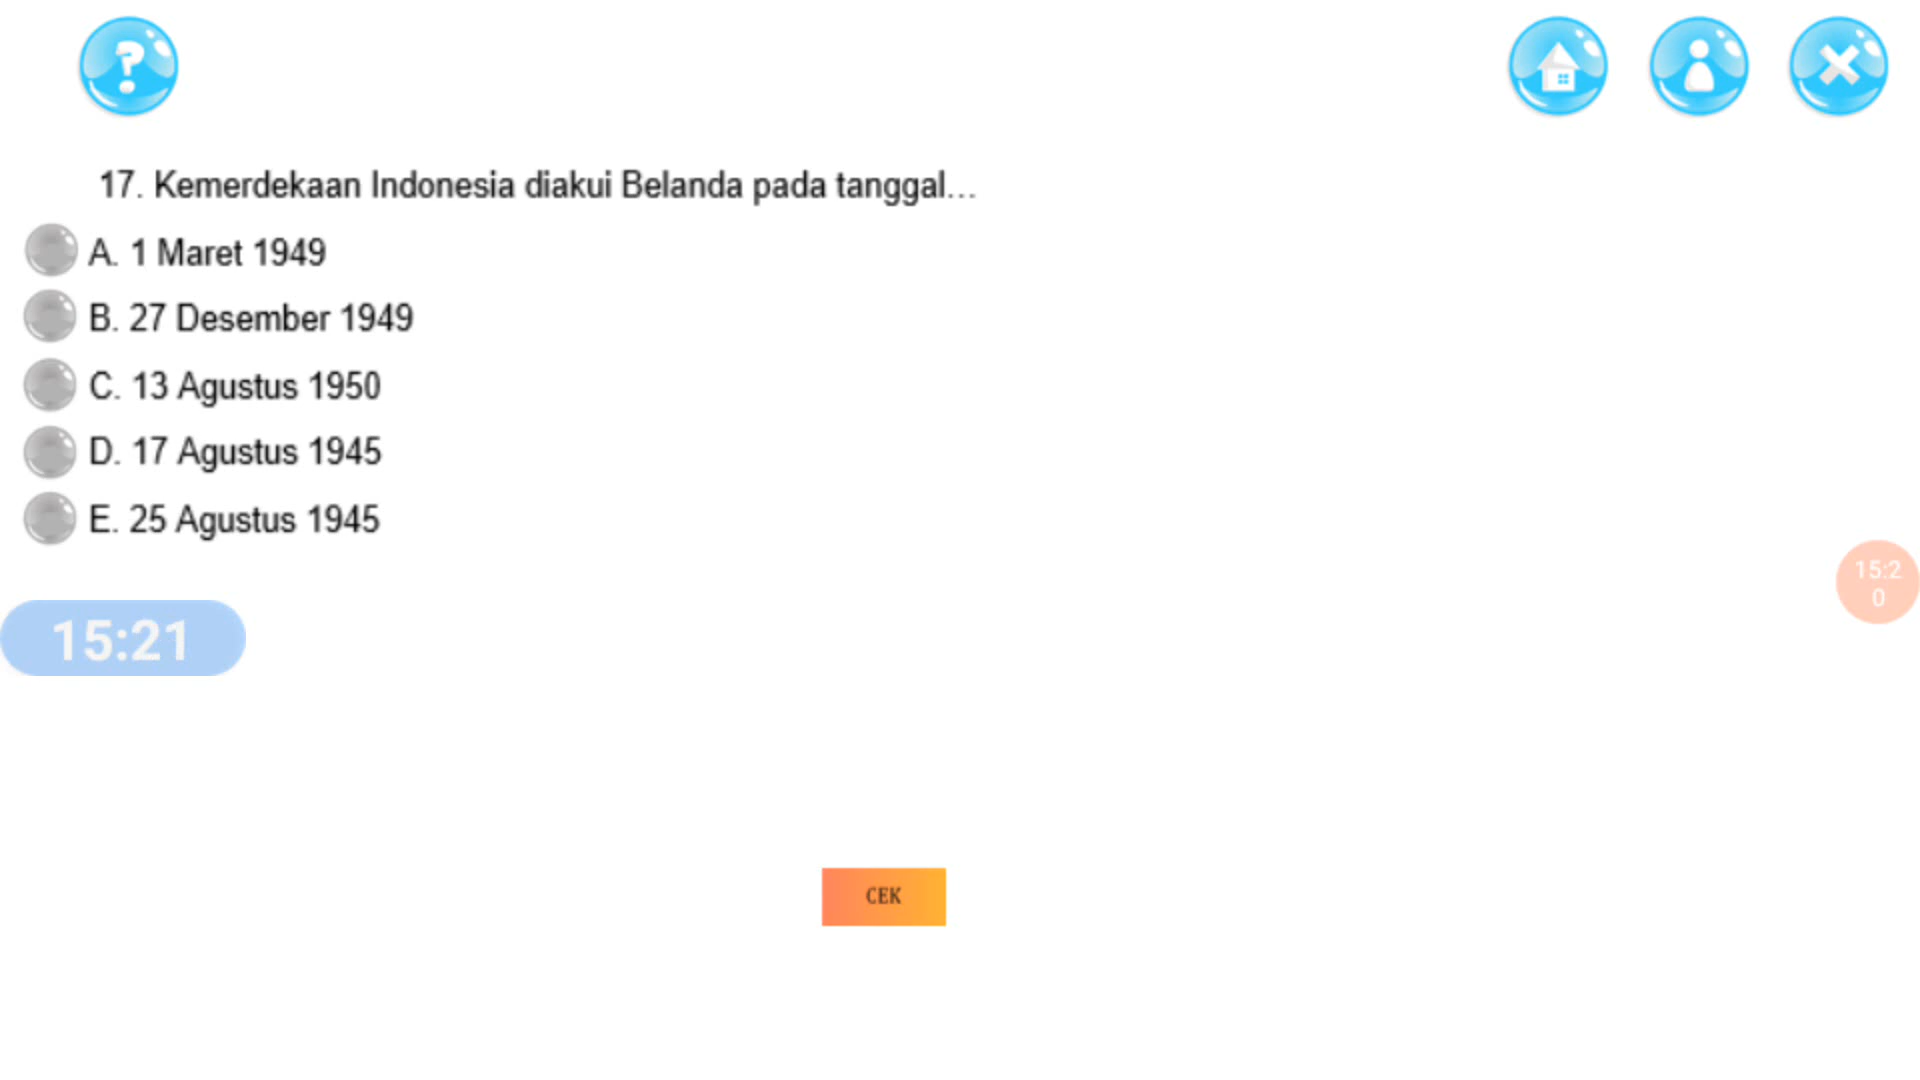 17. Kemerdekaan Indonesia diakui Belanda pada tanggal...
A. 1 Maret 1949
B. 27 Desember 1949
C. 13 Agustus 1950
D. 17 Agustus 1945
E. 25 Agustus 1945
15:2
0
15:21
CEK